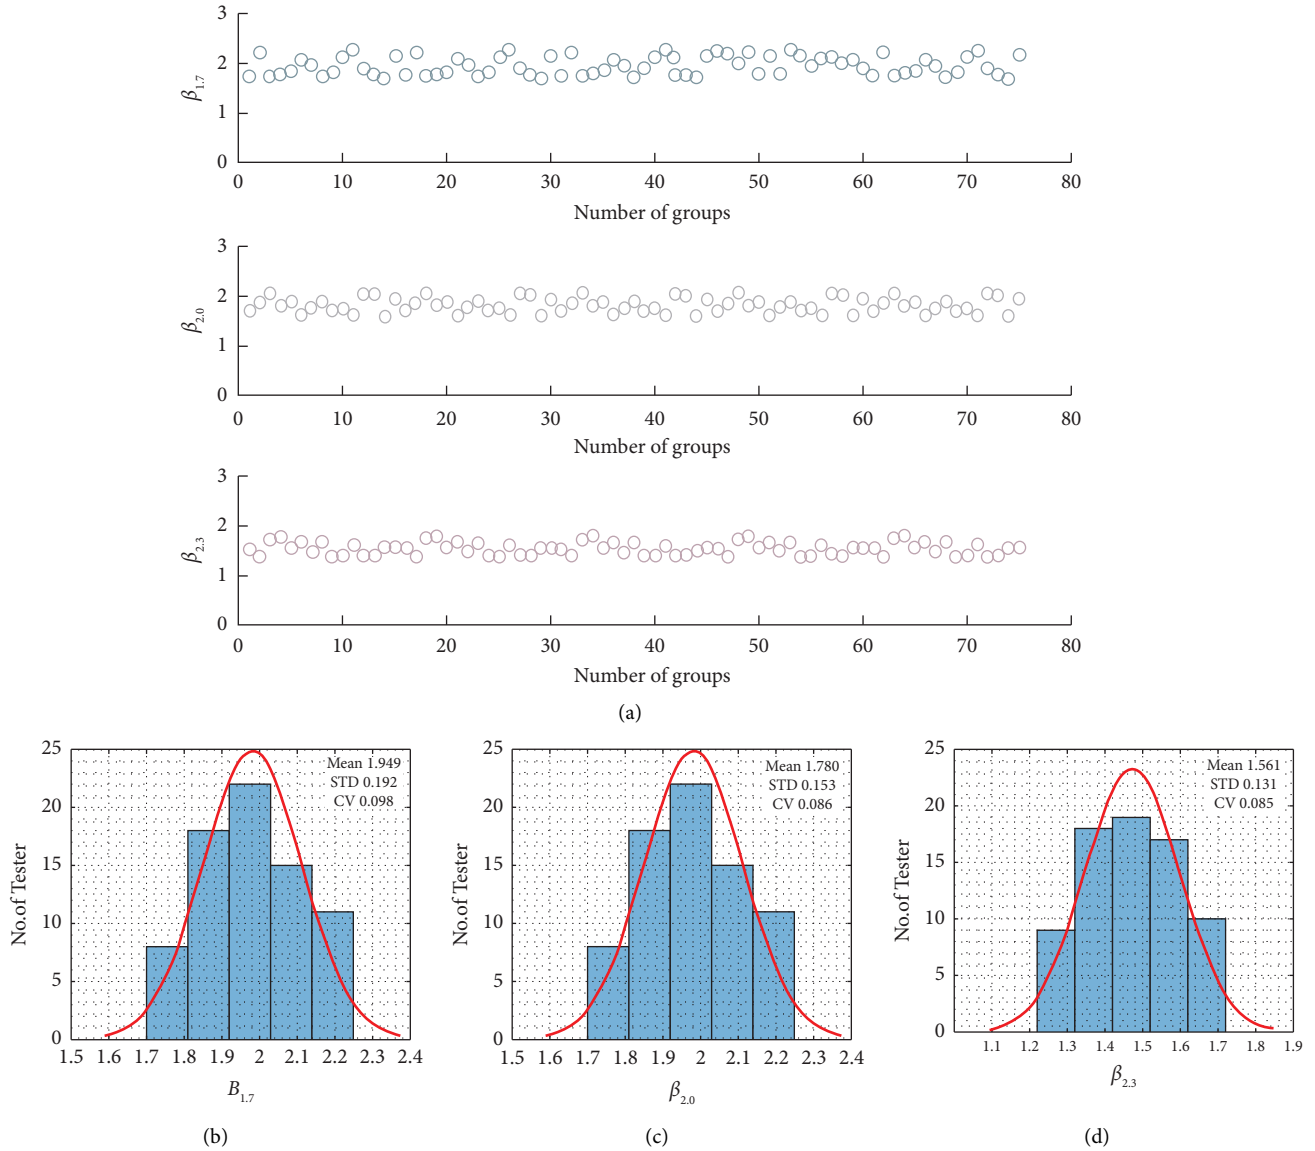 3
2
1
0
β1.7
0 10 20 30 40 50 60 70 80
Number of groups
3
2
1
0
β2.0
0 10 20 30 40 50 60 70 80
Number of groups
3
2
1
0
β2.3
0 10 20 30 40 50 60 70 80
Number of groups
(a)
25
20
15
10
5
0
No.of Tester
Mean 1.949
STD 0.192
CV 0.098
1.5 1.6 1.7 1.8 1.9 2 2.1 2.2 2.3 2.4
B1.7
(b)
25
20
15
10
5
0
No.of Tester
Mean 1.780
STD 0.153
CV 0.086
1.5 1.6 1.7 1.8 1.9 2 2.1 2.2 2.3 2.4
β2.0
(c)
25
20
15
10
5
0
No.of Tester
Mean 1.561
STD 0.131
CV 0.085
1.1 1.2 1.3 1.4 1.5 1.6 1.7 1.8 1.9
β2.3
(d)